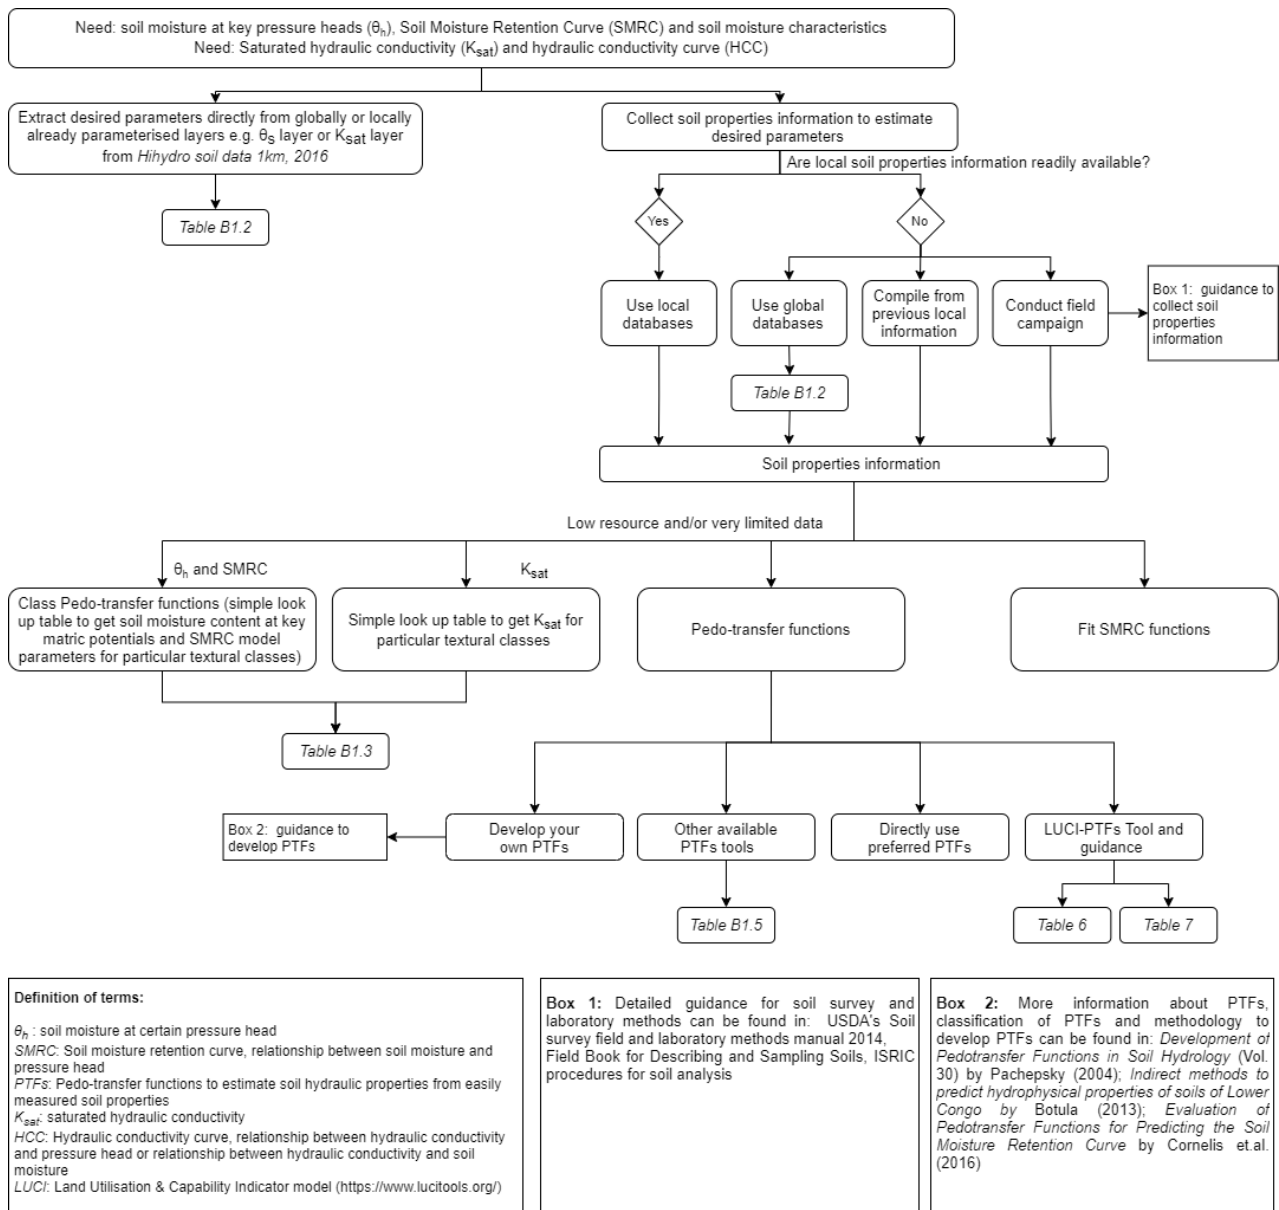 Need: soil moisture at key pressure heads (θh), Soil Moisture Retention Curve (SMRC) and soil moisture characteristics
Need: Saturated hydraulic conductivity (Ksat) and hydraulic conductivity curve (HCC)
Extract desired parameters directly from globally or locally
already parameterised layers e.g. θs layer or Ksat layer
from Hihydro soil data 1km, 2016
Collect soil properties information to estimate
desired parameters
Are local soil properties information readily available?
Table B1.2
Yes
No
Use local
databases
Use global
databases
Compile from
previous local
information
Conduct field
campaign
Box 1: guidance to
collect soil
properties
information
Table B1.2
Soil properties information
Low resource and/or very limited data
θh and SMRC
Ksat
Class Pedo-transfer functions (simple look
up table to get soil moisture content at key
matric potentials and SMRC model
parameters for particular textural classes)
Simple look up table to get Ksat for
particular textural classes
Pedo-transfer functions
Fit SMRC functions
Table B1.3
Box 2: guidance to
develop PTFs
Develop your
own PTFs
Other available
PTFs tools
Directly use
preferred PTFs
LUCI-PTFs Tool and
guidance
Table B1.5
Table 6
Table 7
Definition of terms:
θh : soil moisture at certain pressure head
SMRC: Soil moisture retention curve, relationship between soil moisture and
pressure head
PTFs: Pedo-transfer functions to estimate soil hydraulic properties from easily
measured soil properties
Ksat: saturated hydraulic conductivity
HCC: Hydraulic conductivity curve, relationship between hydraulic conductivity
and pressure head or relationship between hydraulic conductivity and soil
moisture
LUCI: Land Utilisation & Capability Indicator model (https://www.lucitools.org/)
Box 1: Detailed guidance for soil survey and
laboratory methods can be found in: USDA's Soil
survey field and laboratory methods manual 2014,
Field Book for Describing and Sampling Soils, ISRIC
procedures for soil analysis
Box 2: More information about PTFs,
classification of PTFs and methodology to
develop PTFs can be found in: Development of
Pedotransfer Functions in Soil Hydrology (Vol.
30) by Pachepsky (2004); Indirect methods to
predict hydrophysical properties of soils of Lower
Congo by Botula (2013); Evaluation of
Pedotransfer Functions for Predicting the Soil
Moisture Retention Curve by Cornelis et.al.
(2016)